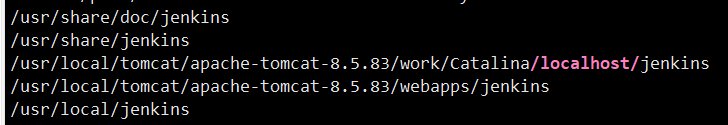 /usr/share/doc/jenkins
/usr/share/jenkins
/usr/local/tomcat/apache-tomcat-8.5.83/work/Catalina/localhost/jenkins
/usr/local/tomcat/apache-tomcat-8.5.83/webapps/jenkins
/usr/local/jenkins